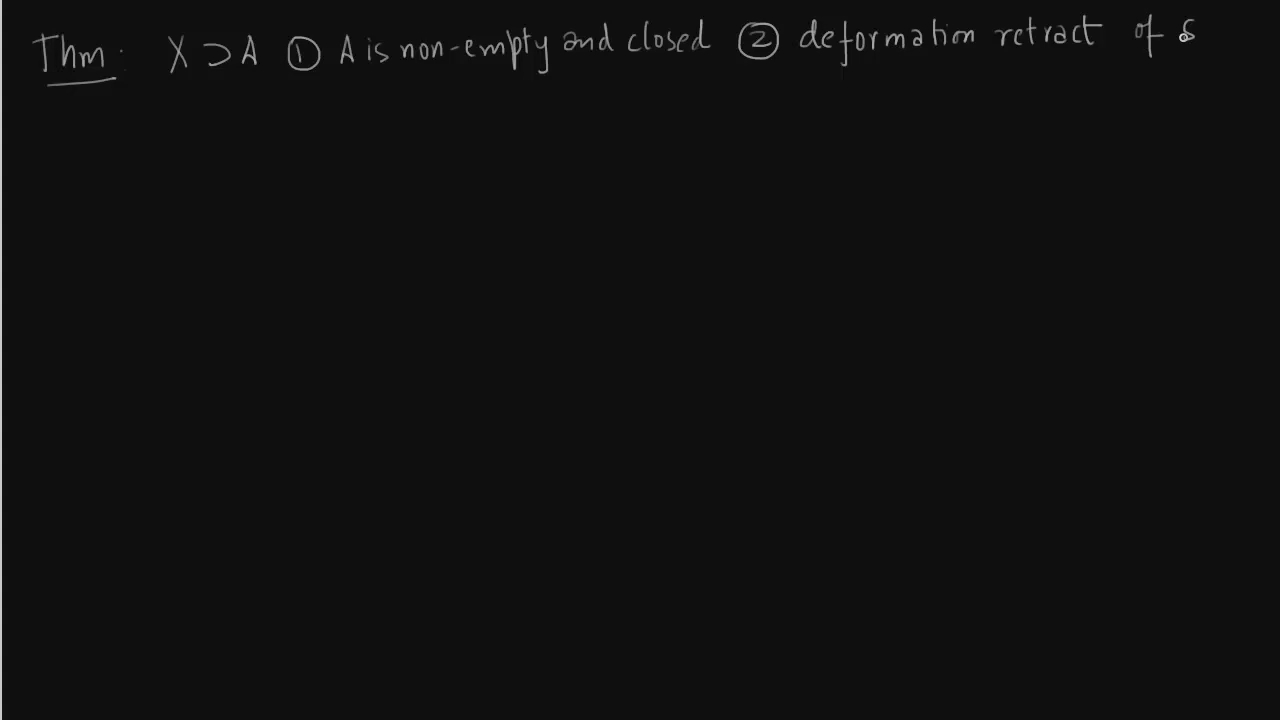 Thm: X ⊃ A ① A is non-empty and closed ② deformation retract of s